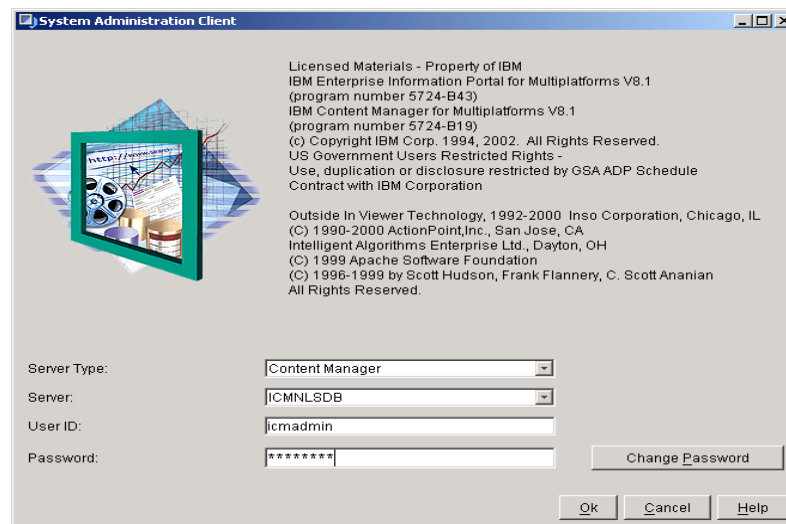 System Administration Client
Licensed Materials - Property of IBM
IBM Enterprise Information Portal for Multiplatforms V8.1
(program number 5724-B43)
IBM Content Manager for Multiplatforms V8.1
(program number 5724-B19)
(c) Copyright IBM Corp. 1994, 2002. All Rights Reserved.
US Government Users Restricted Rights -
Use, duplication or disclosure restricted by GSA ADP Schedule
Contract with IBM Corporation
Outside In Viewer Technology, 1992-2000 Inso Corporation, Chicago, IL
(C) 1990-2000 ActionPoint,Inc., San Jose, CA
Intelligent Algorithms Enterprise Ltd., Dayton, OH
(C) 1999 Apache Software Foundation
(C) 1996-1999 by Scott Hudson, Frank Flannery, C. Scott Ananian
All Rights Reserved.
http://www.
Server Type: Content Manager
Server: ICMNLSDB
User ID: icmadmin
Password: ********
Change Password
Ok Cancel Help